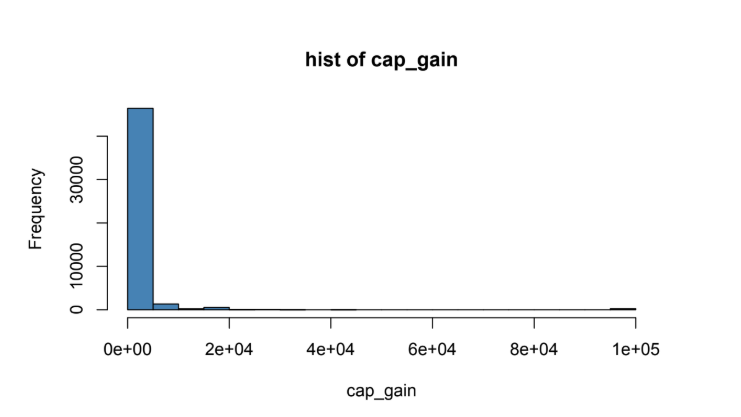 hist of cap_gain
Frequency
30000
10000
0
0e+00 2e+04 4e+04 6e+04 8e+04 1e+05
cap_gain